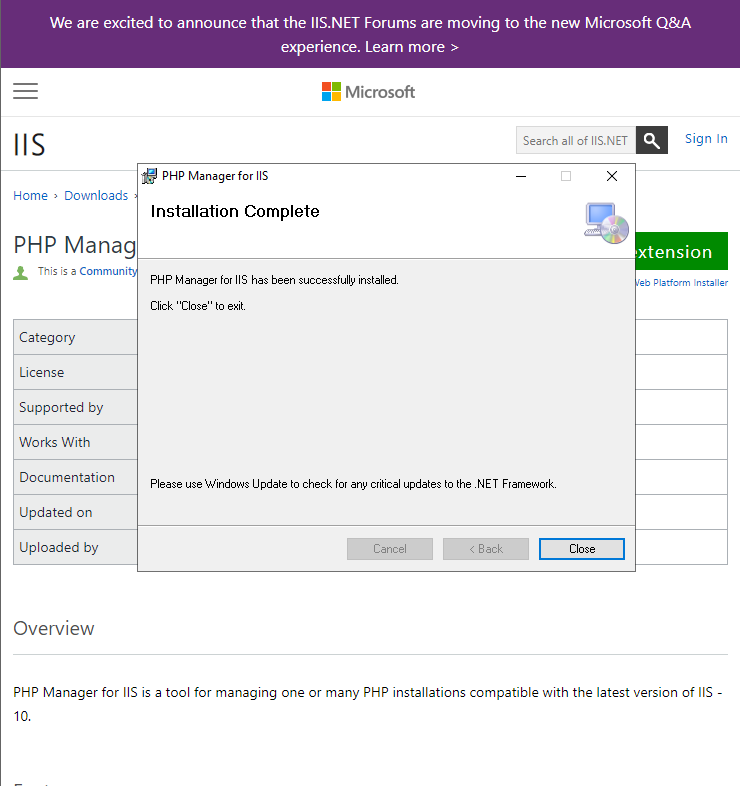 We are excited to announce that the IIS.NET Forums are moving to the new Microsoft Q&A
experience. Learn more >
Microsoft
IIS
Search all of IIS.NET
Sign In
Home › Downloads ›
PHP Manag
This is a Community
extension
Web Platform Installer
PHP Manager for IIS
Installation Complete
PHP Manager for IIS has been successfully installed.
Click "Close" to exit.
Please use Windows Update to check for any critical updates to the .NET Framework.
Cancel
< Back
Close
Category
License
Supported by
Works With
Documentation
Updated on
Uploaded by
Overview
PHP Manager for IIS is a tool for managing one or many PHP installations compatible with the latest version of IIS -
10.